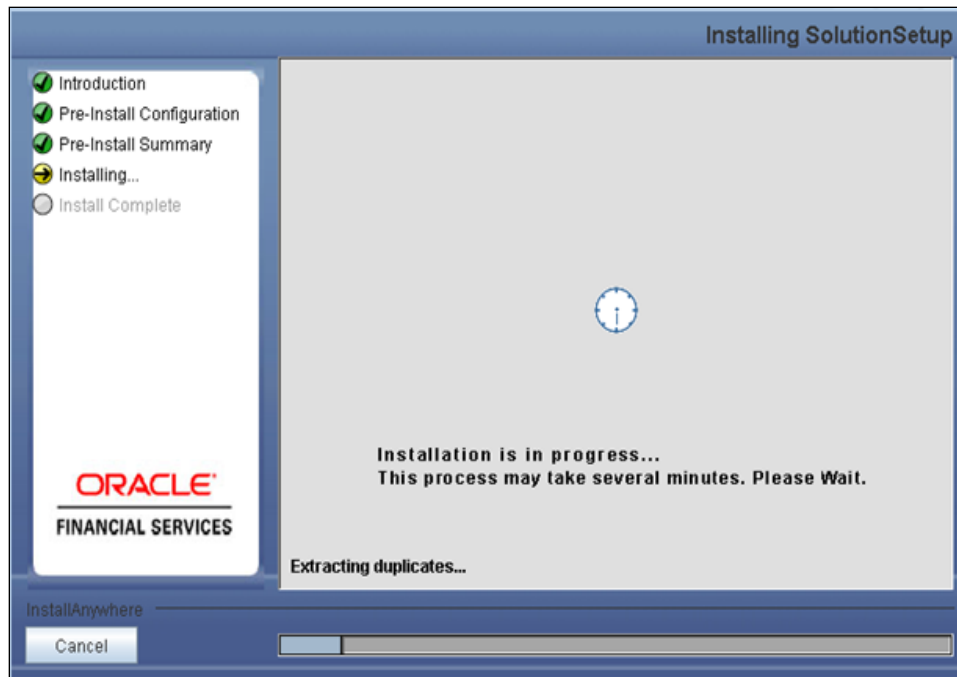 Installing SolutionSetup
Introduction
Pre-Install Configuration
Pre-Install Summary
Installing...
Install Complete
Installation is in progress...
This process may take several minutes. Please Wait.
ORACLE
FINANCIAL SERVICES
Extracting duplicates...
InstallAnywhere
Cancel